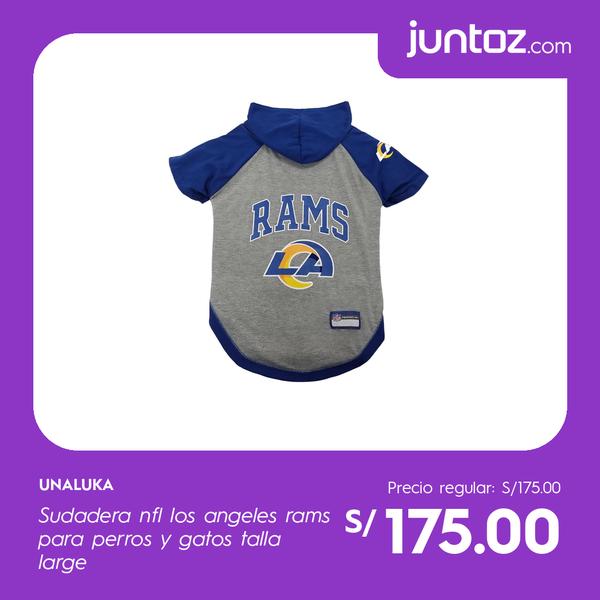 juntoz.com
RAMS
LA
NFL
UNALUKA
Sudadera nfl los angeles rams
para perros y gatos talla
large
Precio regular: S/175.00
S/ 175.00